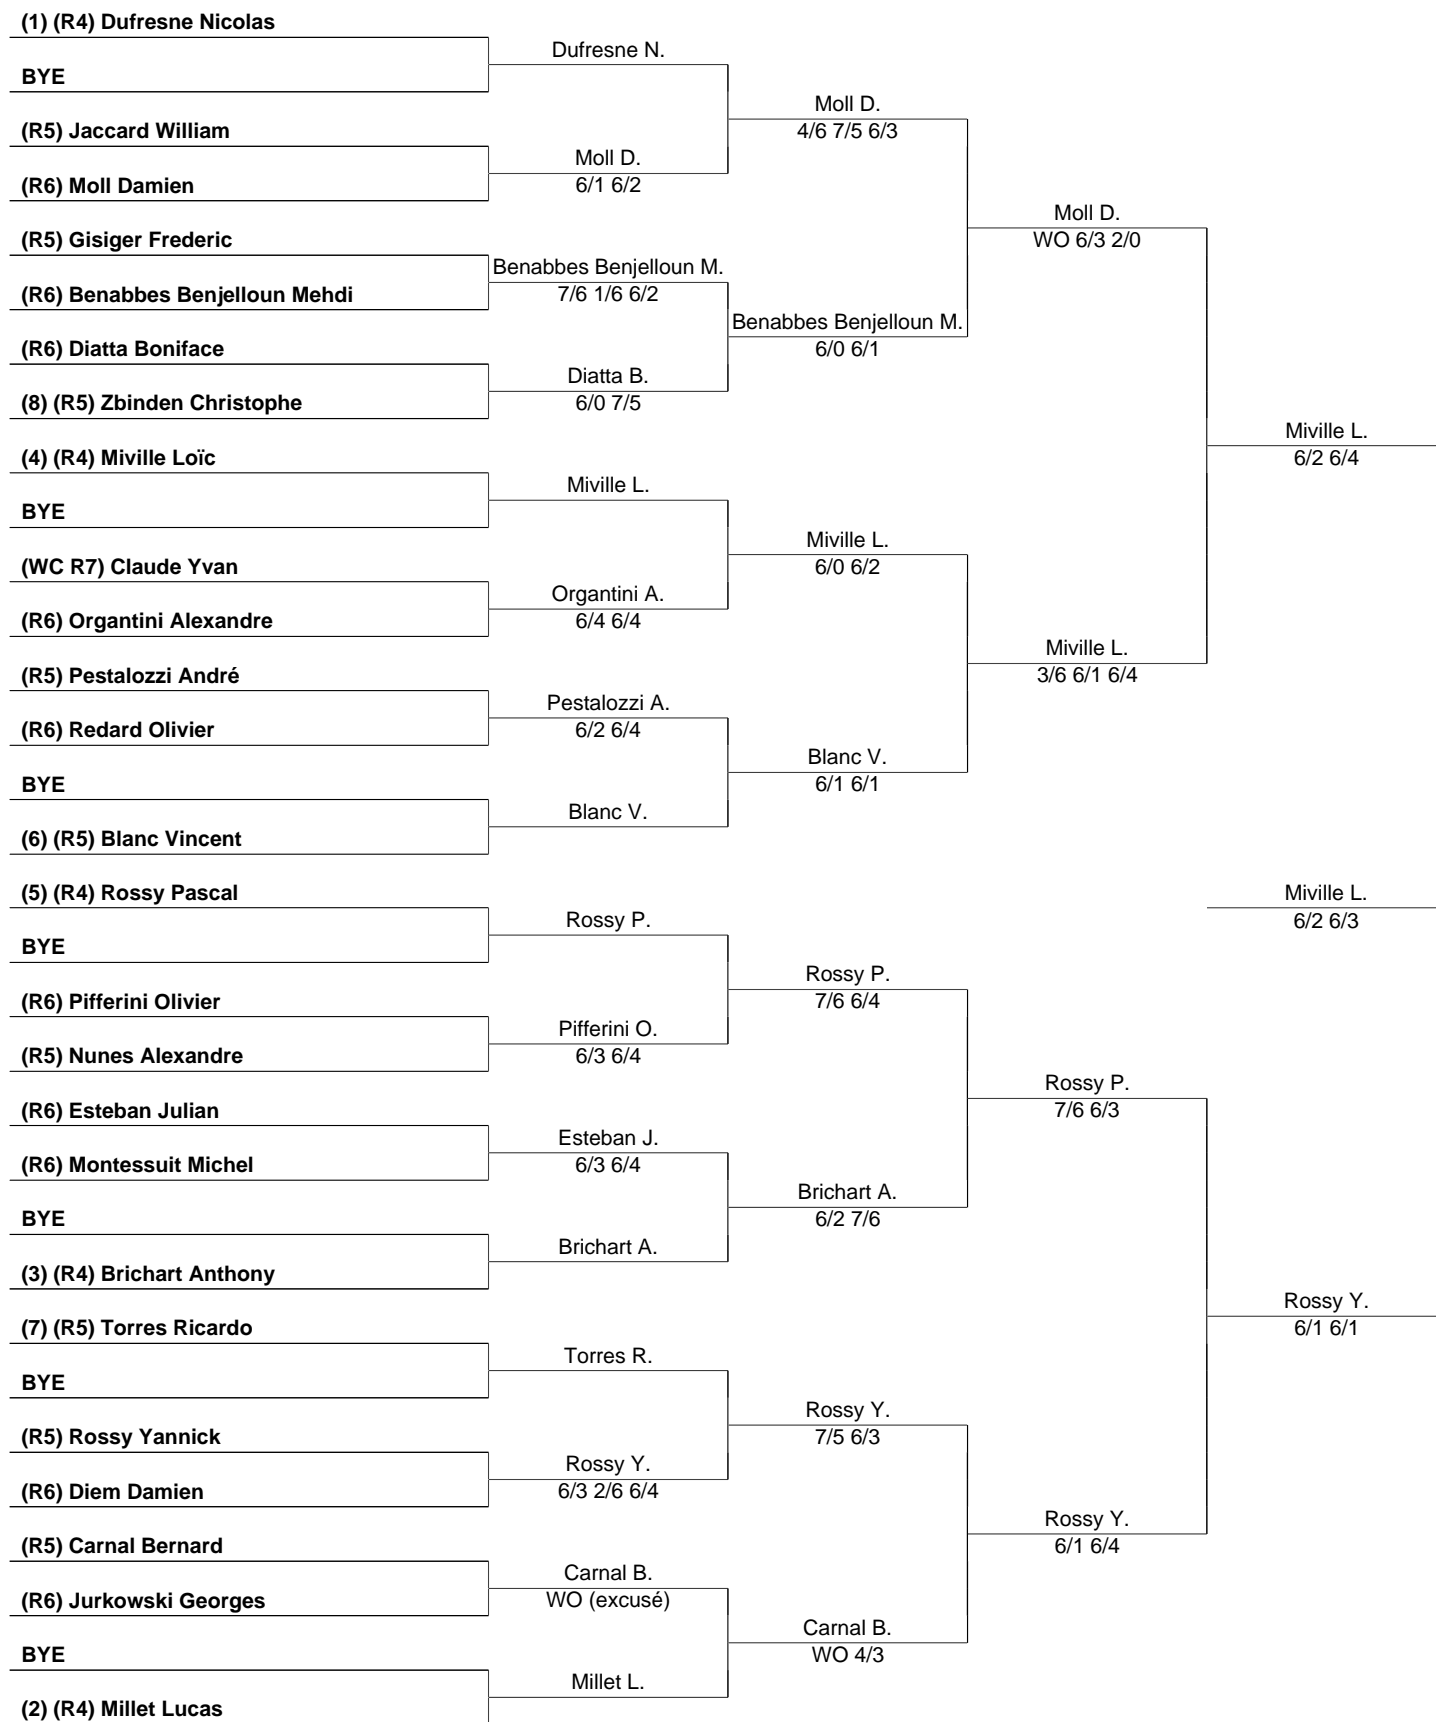 (1) (R4) Dufresne Nicolas
BYE
(R5) Jaccard William
(R6) Moll Damien
(R5) Gisiger Frederic
(R6) Benabbes Benjelloun Mehdi
(R6) Diatta Boniface
(8) (R5) Zbinden Christophe
(4) (R4) Miville Loïc
BYE
(WC R7) Claude Yvan
(R6) Organtini Alexandre
(R5) Pestalozzi André
(R6) Redard Olivier
BYE
(6) (R5) Blanc Vincent
(5) (R4) Rossy Pascal
BYE
(R6) Pifferini Olivier
(R5) Nunes Alexandre
(R6) Esteban Julian
(R6) Montessuit Michel
BYE
(3) (R4) Brichart Anthony
(7) (R5) Torres Ricardo
BYE
(R5) Rossy Yannick
(R6) Diem Damien
(R5) Carnal Bernard
(R6) Jurkowski Georges
BYE
(2) (R4) Millet Lucas
Dufresne N.
Moll D.
6/1 6/2
Benabbes Benjelloun M.
7/6 1/6 6/2
Diatta B.
6/0 7/5
Miville L.
Organtini A.
6/4 6/4
Pestalozzi A.
6/2 6/4
Blanc V.
Rossy P.
Pifferini O.
6/3 6/4
Esteban J.
6/3 6/4
Brichart A.
Torres R.
Rossy Y.
6/3 2/6 6/4
Carnal B.
WO (excusé)
Millet L.
Moll D.
4/6 7/5 6/3
Benabbes Benjelloun M.
6/0 6/1
Miville L.
6/0 6/2
Blanc V.
6/1 6/1
Rossy P.
7/6 6/4
Brichart A.
6/2 7/6
Rossy Y.
7/5 6/3
Carnal B.
WO 4/3
Moll D.
WO 6/3 2/0
Miville L.
3/6 6/1 6/4
Rossy P.
7/6 6/3
Rossy Y.
6/1 6/4
Miville L.
6/2 6/4
Miville L.
6/2 6/3
Rossy Y.
6/1 6/1